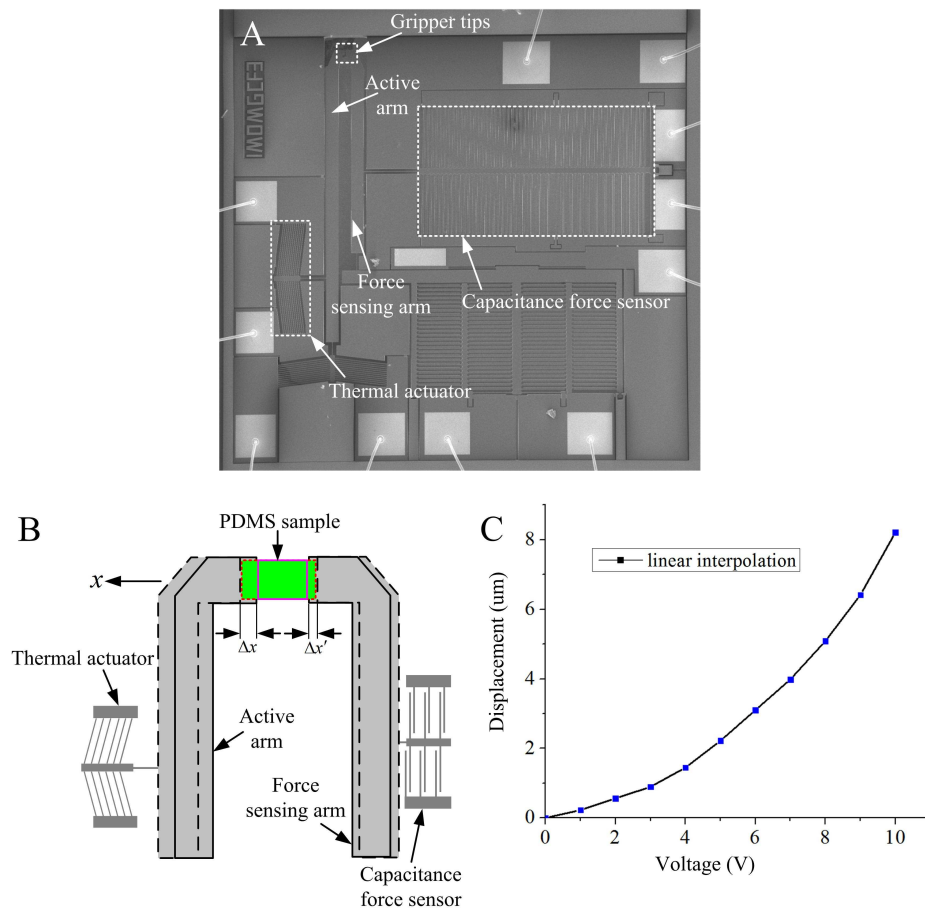 A
Gripper tips
Active
arm
IMDMGCF3
Force
sensing arm
Capacitance force sensor
Thermal actuator
B
PDMS sample
x
Δx
Δx'
Thermal actuator
Active
arm
Force
sensing arm
Capacitance
force sensor
C
linear interpolation
Displacement (um)
8
6
4
2
0
0
2
4
6
8
10
Voltage (V)